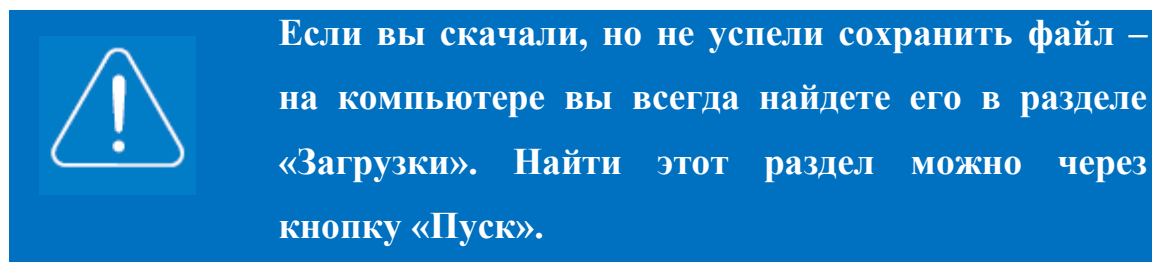 Если вы скачали, но не успели сохранить файл –
на компьютере вы всегда найдете его в разделе
«Загрузки». Найти этот раздел можно через
кнопку «Пуск».